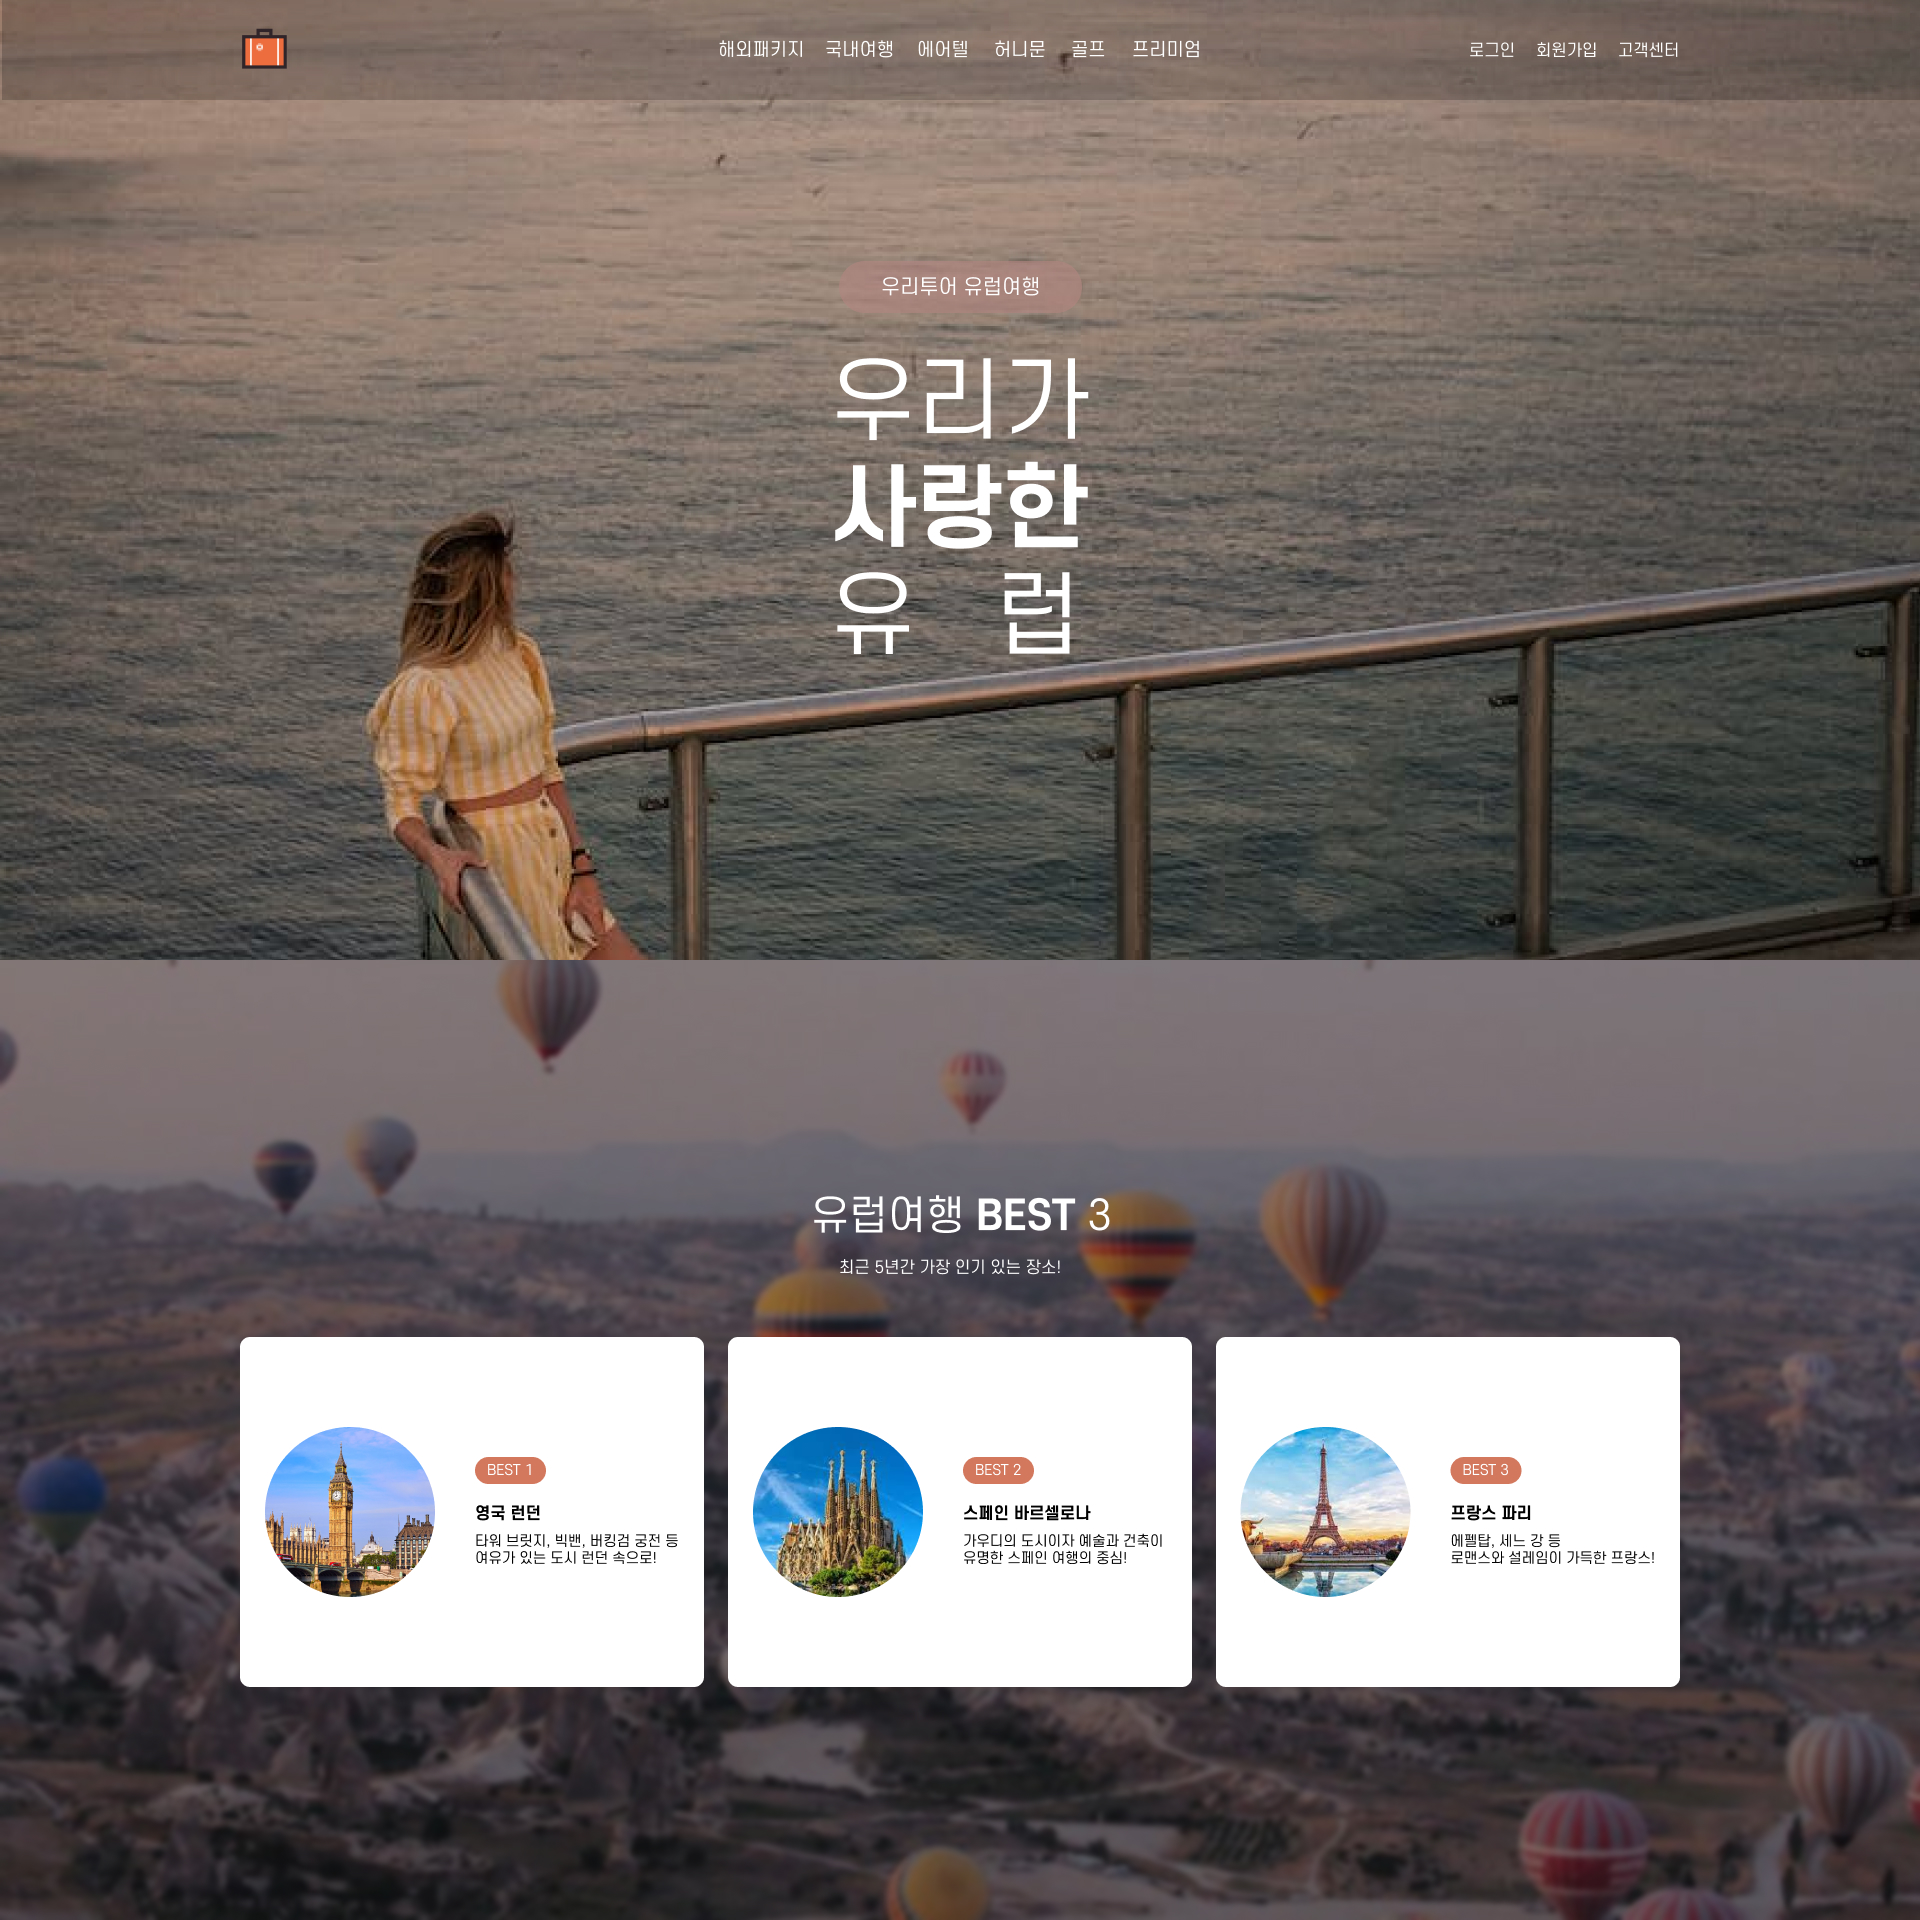 해외패키지 국내여행 에어텔 허니문 골프 프리미엄
로그인 회원가입 고객센터
우리투어 유럽여행
우리가
사랑한
유 럽
유럽여행 BEST 3
최근 5년간 가장 인기 있는 장소!
BEST 1
영국 런던
타워 브릿지, 빅밴, 버킹검 궁전 등
여유가 있는 도시 런던 속으로!
BEST 2
스페인 바르셀로나
가우디의 도시이자 예술과 건축이
유명한 스페인 여행의 중심!
BEST 3
프랑스 파리
에펠탑, 세느 강 등
로맨스와 설레임이 가득한 프랑스!